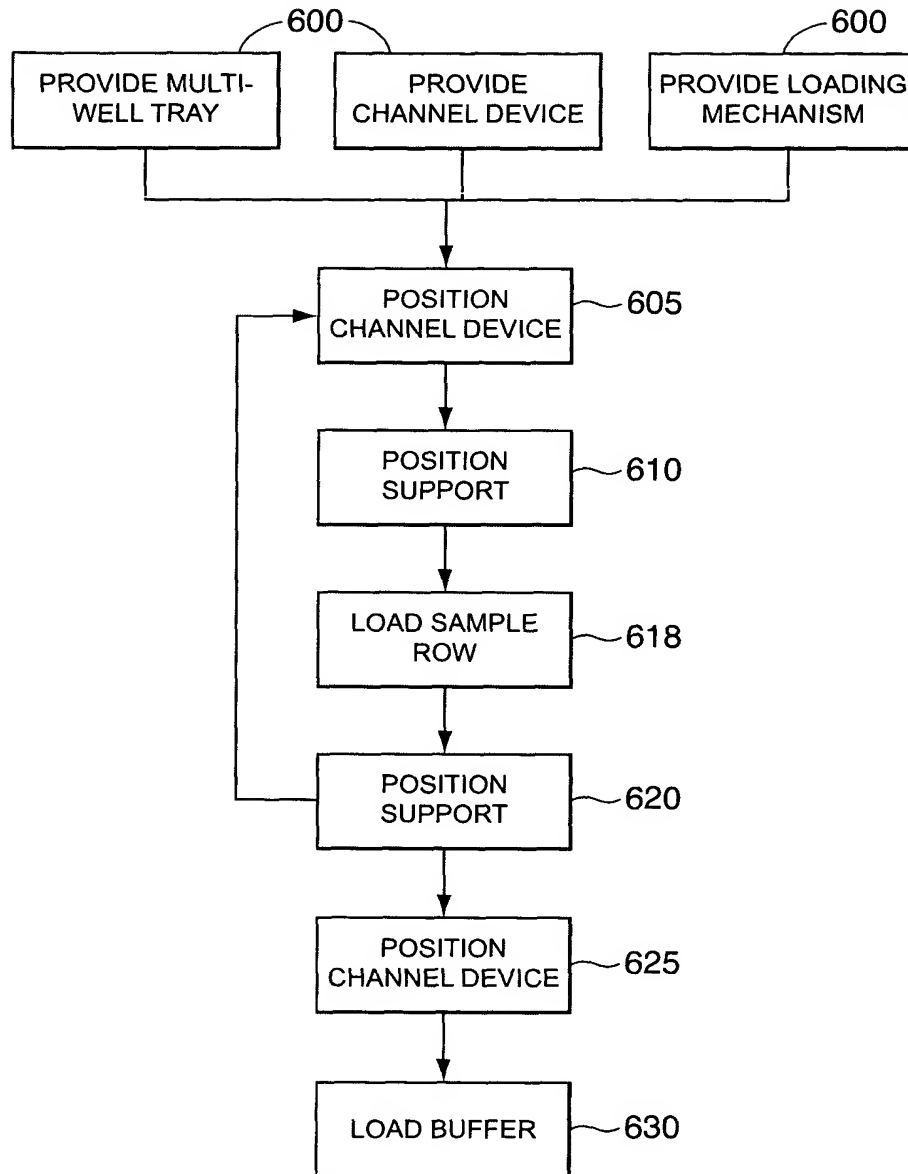 600
600
PROVIDE MULTI-
WELL TRAY
PROVIDE
CHANNEL DEVICE
PROVIDE LOADING
MECHANISM
POSITION
CHANNEL DEVICE
605
POSITION
SUPPORT
610
LOAD SAMPLE
ROW
618
POSITION
SUPPORT
620
POSITION
CHANNEL DEVICE
625
LOAD BUFFER
630